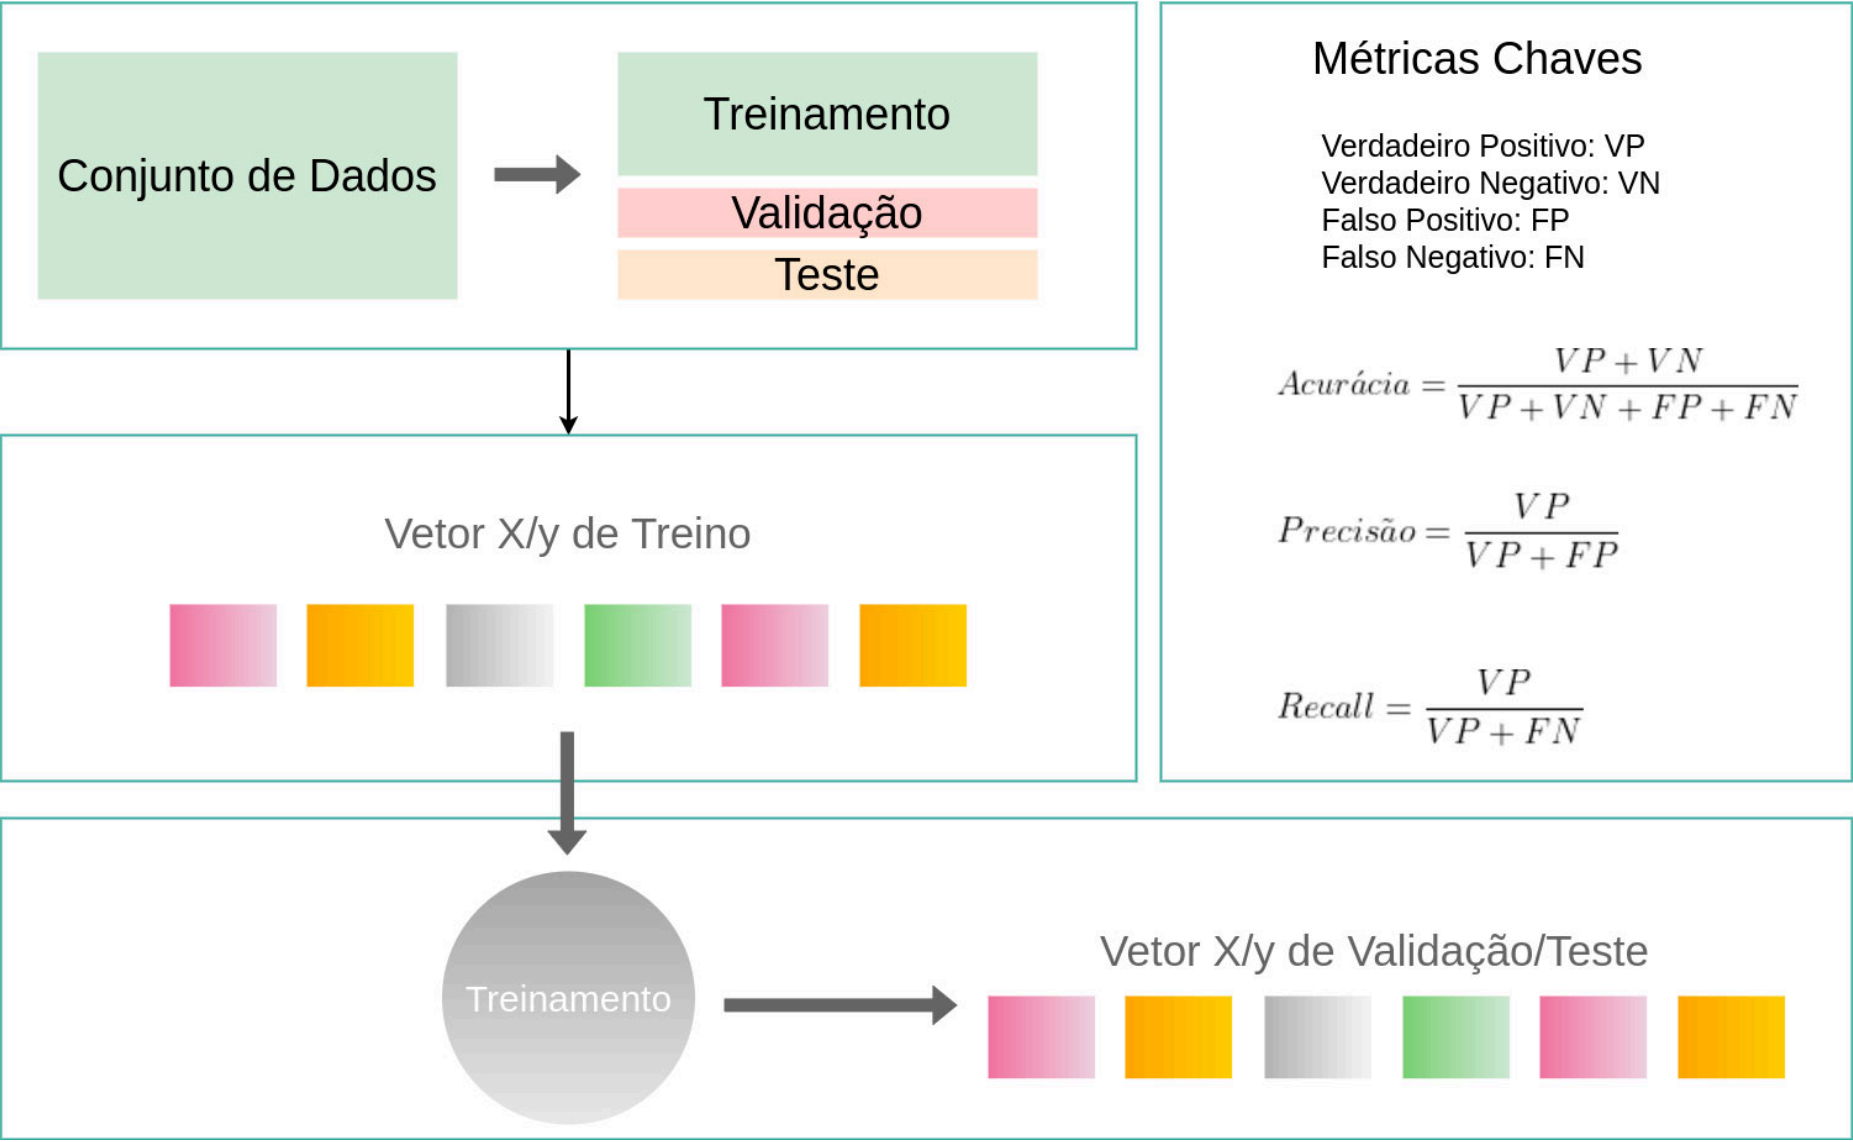 Conjunto de Dados
Treinamento
Validação
Teste
Métricas Chaves
Verdadeiro Positivo: VP
Verdadeiro Negativo: VN
Falso Positivo: FP
Falso Negativo: FN
Acurácia = VP + VN / VP + VN + FP + FN
Precisão = VP / VP + FP
Recall = VP / VP + FN
Vetor X/y de Treino
Treinamento
Vetor X/y de Validação/Teste